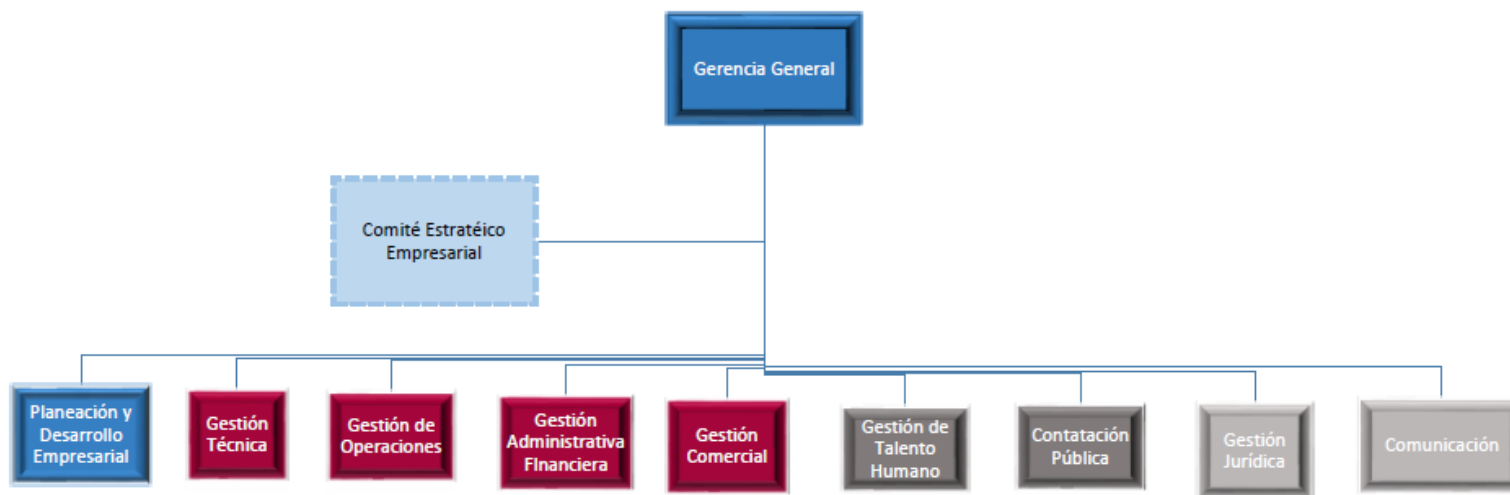 Gerencia General
Comité Estratéico
Empresarial
Planeación y
Desarrollo
Empresarial
Gestión
Técnica
Gestión de
Operaciones
Gestión
Administrativa
FInanciera
Gestión
Comercial
Gestión de
Talento
Humano
Contatación
Pública
Gestión
Jurídica
Comunicación